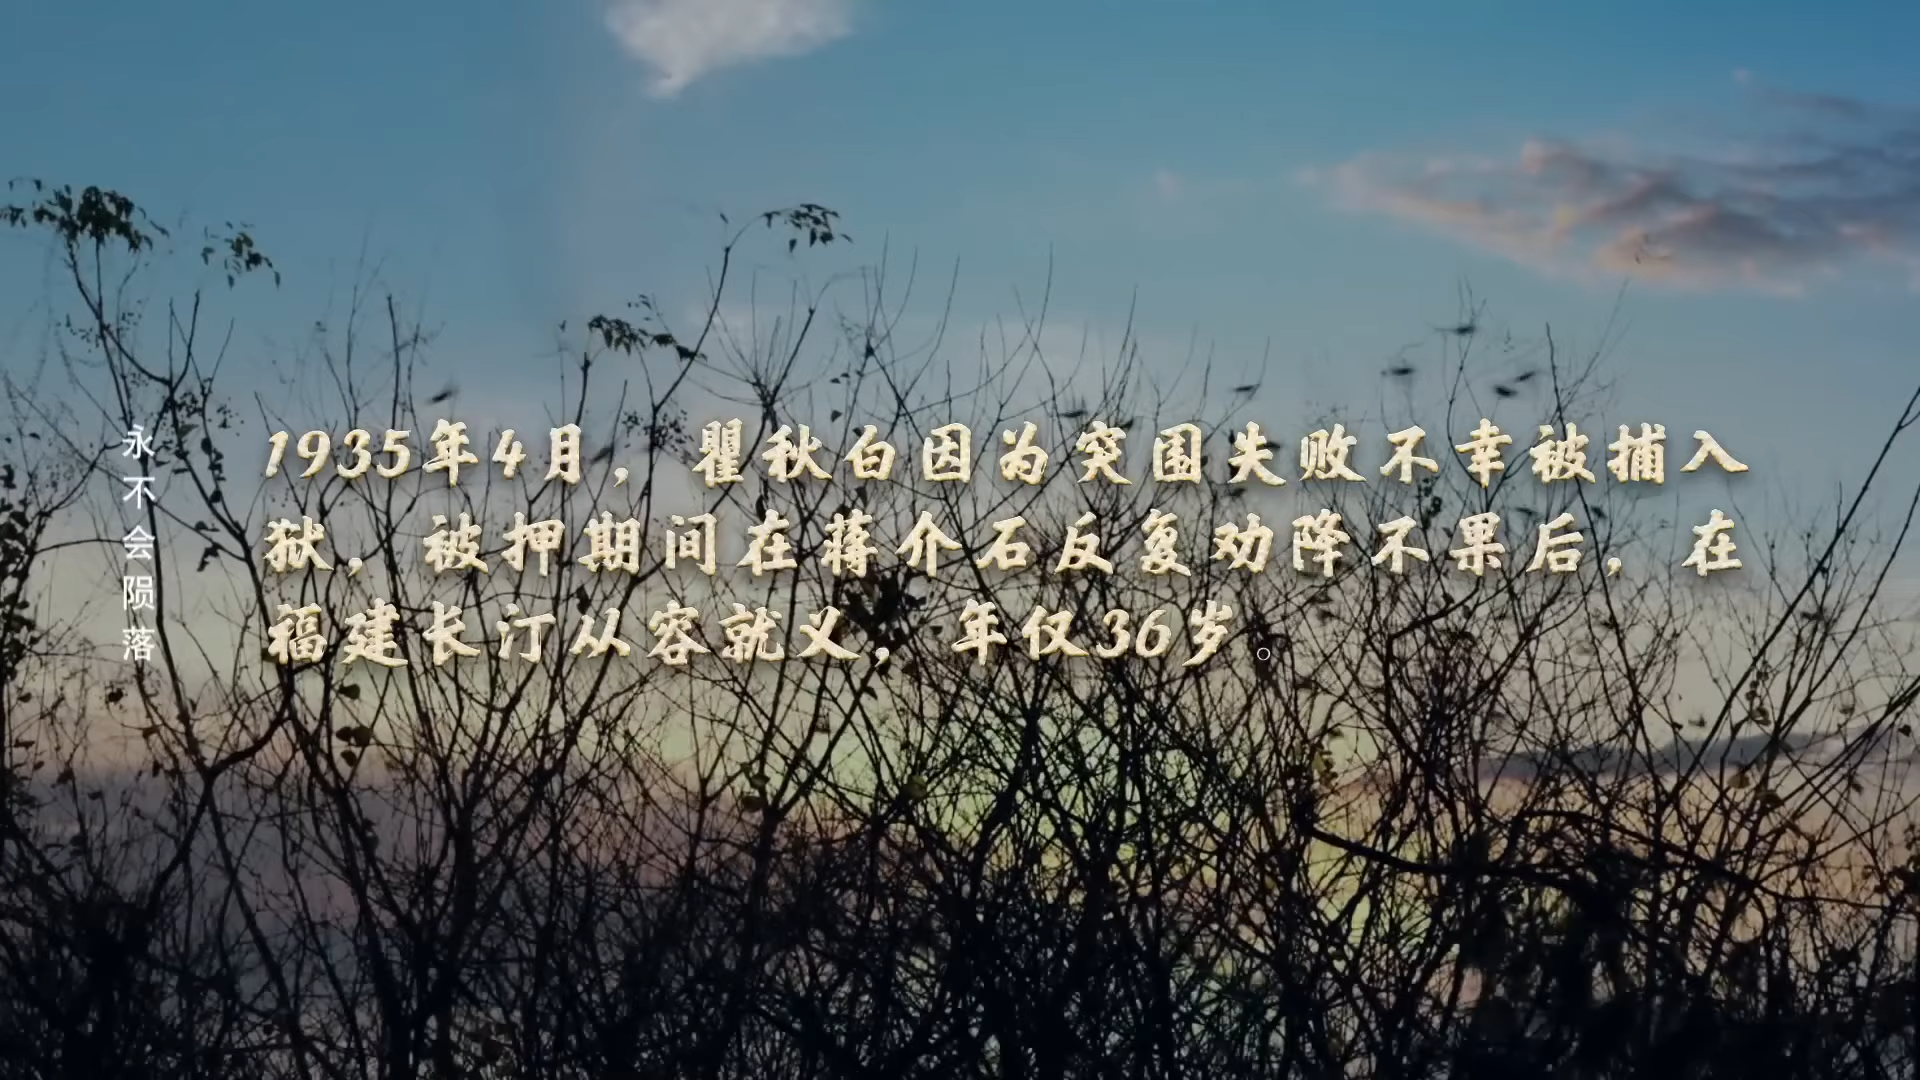 永不会陨落
1935年4月，瞿秋白因为突围失败不幸被捕入
狱，被押期间在蒋介石反复劝降不果后，在
福建长汀从容就义，年仅36岁。